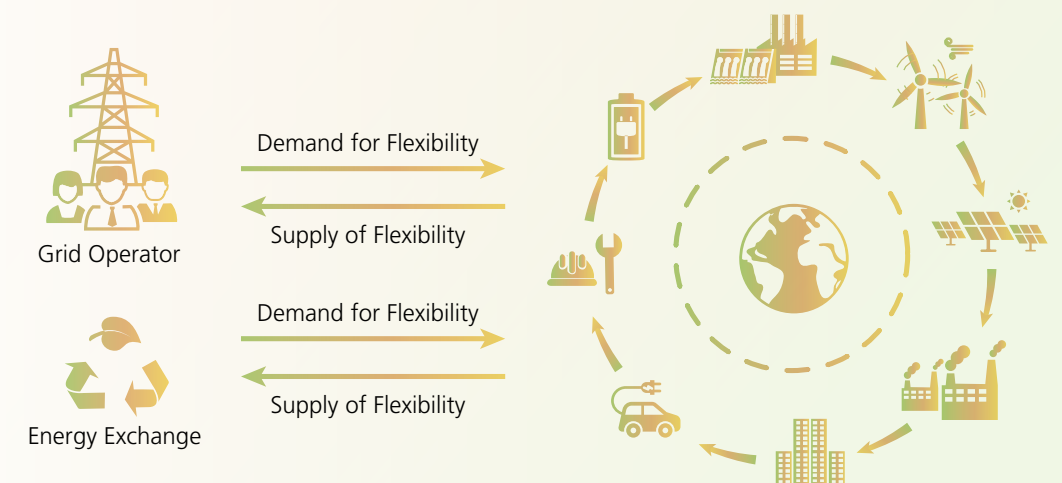 Demand for Flexibility
Supply of Flexibility
Grid Operator
Demand for Flexibility
Supply of Flexibility
Energy Exchange